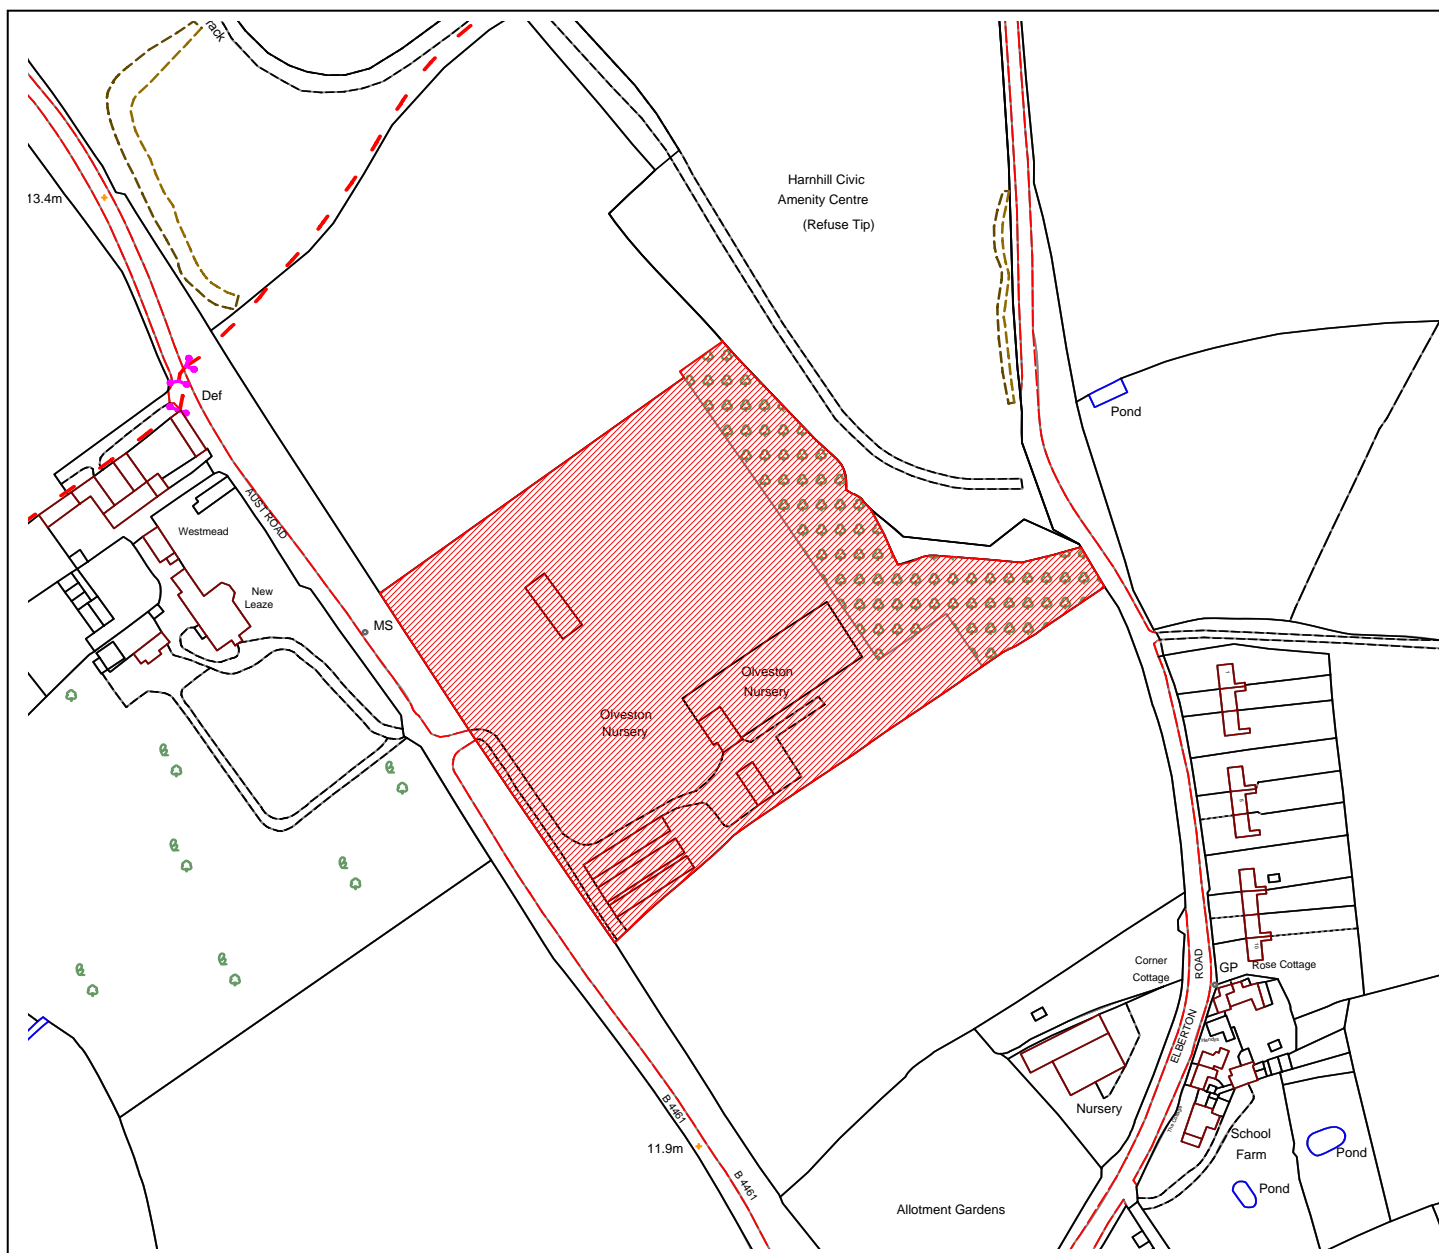 rack
Harnhill Civic
Amenity Centre
(Refuse Tip)
13.4m
Def
Pond
AUST ROAD
Westmead
New
Leaze
MS
Olveston
Nursery
Olveston
Nursery
1
Corner
Cottage
ROAD
GP
Rose Cottage
10
ELBERTON
B 4461
Nursery
School
Farm
Pond
11.9m
B 4461
Pond
Allotment Gardens